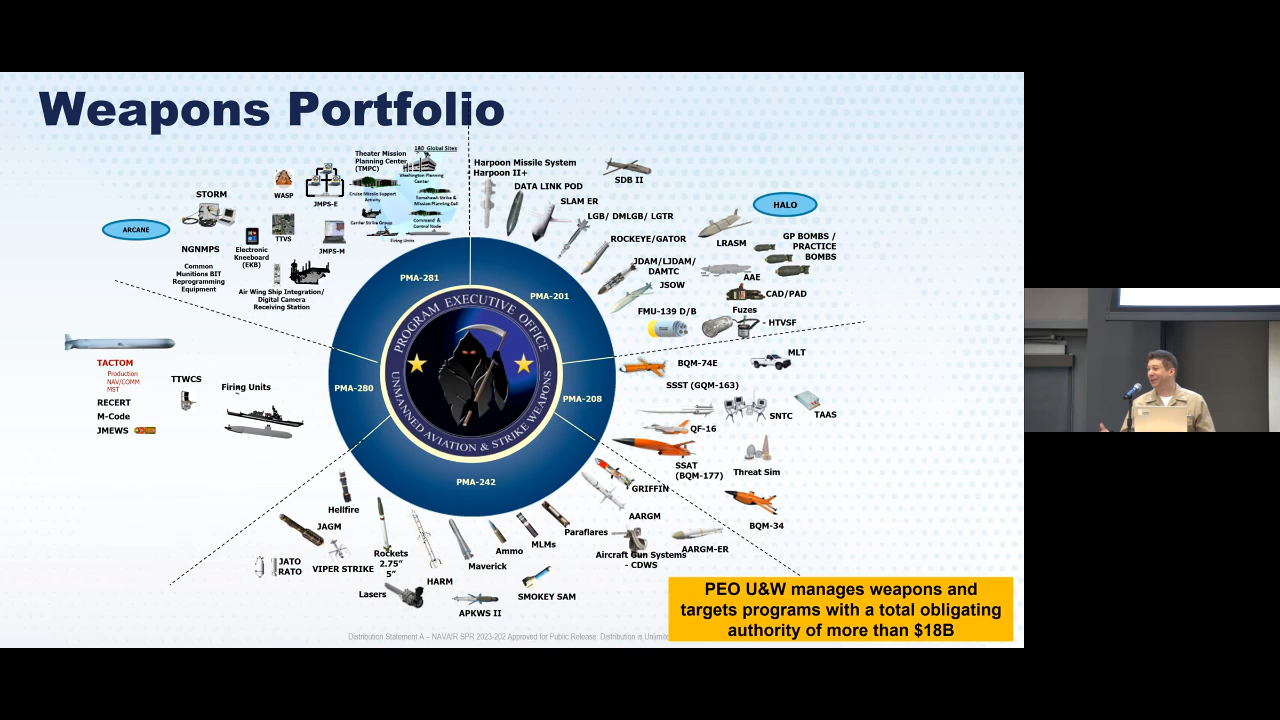 Weapons Portfolio
180 Global Sites
Theater Mission
Planning Center
(TMPC)
Washington Planning
Center
Cruise Missile Support
Activity
Tomahawk Strike &
Mission Planning Cell
Carrier Strike Group
Command &
Control Node
Firing Units
WASP
JMPS-E
STORM
TTVS
JMPS-M
ARCANE
NGNMPS
Electronic
Kneeboard
(EKB)
Common
Munitions BIT
Reprogramming
Equipment
Air Wing Ship Integration/
Digital Camera
Receiving Station
Harpoon Missile System
Harpoon II+
SDB II
DATA LINK POD
SLAM ER
HALO
LGB/ DMLGB/ LGTR
LRASM
GP BOMBS /
PRACTICE
BOMBS
ROCKEYE/GATOR
JDAM/LJDAM/
DAMTC
AAE
JSOW
CAD/PAD
FMU-139 D/B
Fuzes
- HTVSF
PMA-281
PMA-201
PMA-280
PMA-208
PMA-242
PROGRAM EXECUTIVE OFFICE
UNMANNED AVIATION & STRIKE WEAPONS
TACTOM
Production
NAV/COMM
MST
RECERT
M-Code
JMEWS
TTWCS
Firing Units
BQM-74E
MLT
SSST (GQM-163)
SNTC
TAAS
QF-16
SSAT
(BQM-177)
Threat Sim
BQM-34
GRIFFIN
AARGM
AARGM-ER
Aircraft Gun Systems
- CDWS
Paraflares
MLMs
Ammo
SMOKEY SAM
Maverick
APKWS II
HARM
Rockets
2.75"
5"
Lasers
Hellfire
JAGM
VIPER STRIKE
JATO
RATO
PEO U&W manages weapons and
targets programs with a total obligating
authority of more than $18B
Distribution Statement A – NAVAIR SPR 2023-202 Approved for Public Release; Distribution is